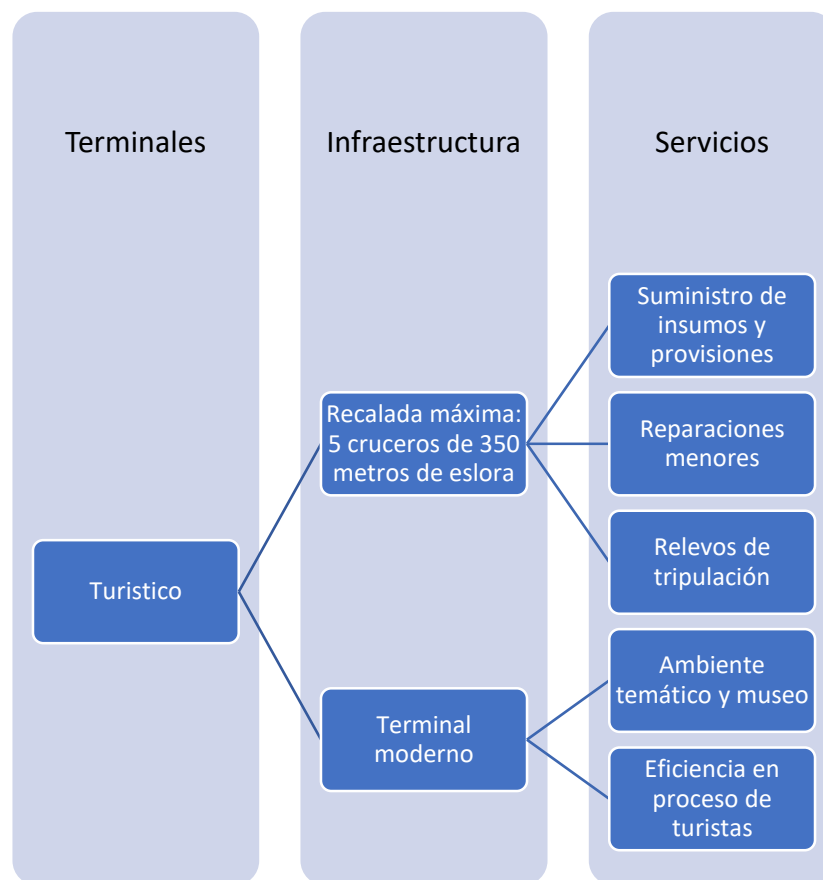 Terminales
Infraestructura
Servicios
Turistico
Recalada máxima:
5 cruceros de 350
metros de eslora
Terminal
moderno
Suministro de
insumos y
provisiones
Reparaciones
menores
Relevos de
tripulación
Ambiente
temático y museo
Eficiencia en
proceso de
turistas